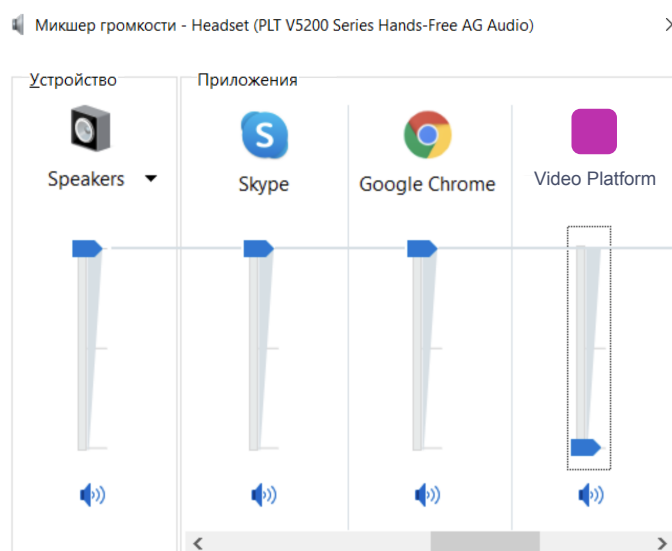 Микшер громкости - Headset (PLT V5200 Series Hands-Free AG Audio)
Устройство
Приложения
Speakers
Skype
Google Chrome
Video Platform